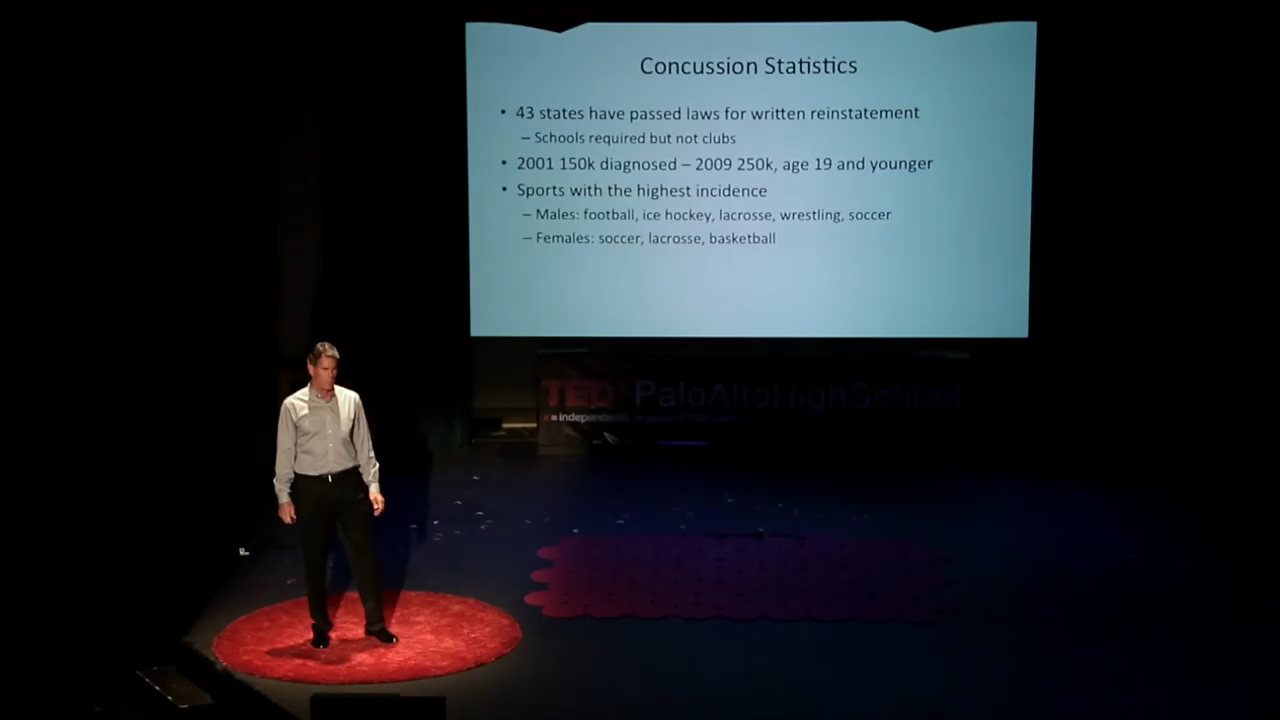 Concussion Statistics
• 43 states have passed laws for written reinstatement
– Schools required but not clubs
• 2001 150k diagnosed – 2009 250k, age 19 and younger
• Sports with the highest incidence
– Males: football, ice hockey, lacrosse, wrestling, soccer
– Females: soccer, lacrosse, basketball
TEDx PaloAltoHighSchool